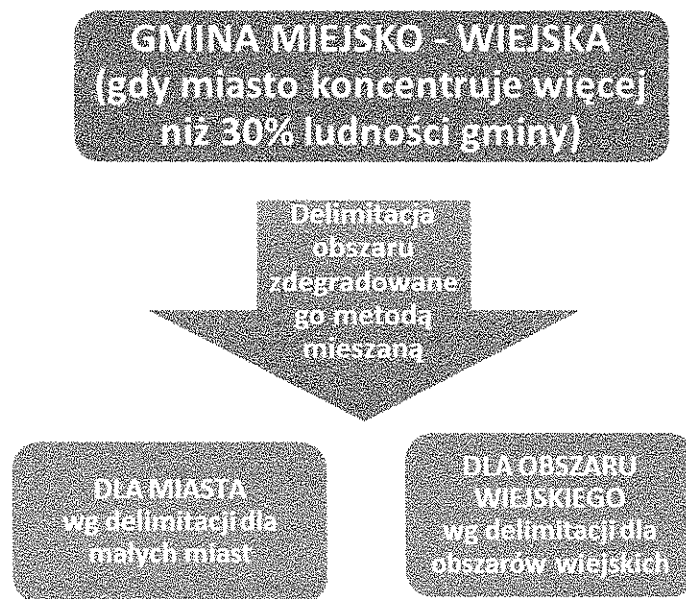 GMINA MIEJSKO - WIEJSKA
(gdy miasto koncentruje więcej
niż 30% ludności gminy)
Delimitacja
obszaru
zdegradowane
go metodą
mieszaną
DLA MIASTA
wg delimitacji dla
małych miast
DLA OBSZARU
WIEJSKIEGO
wg delimitacji dla
obszarów wiejskich